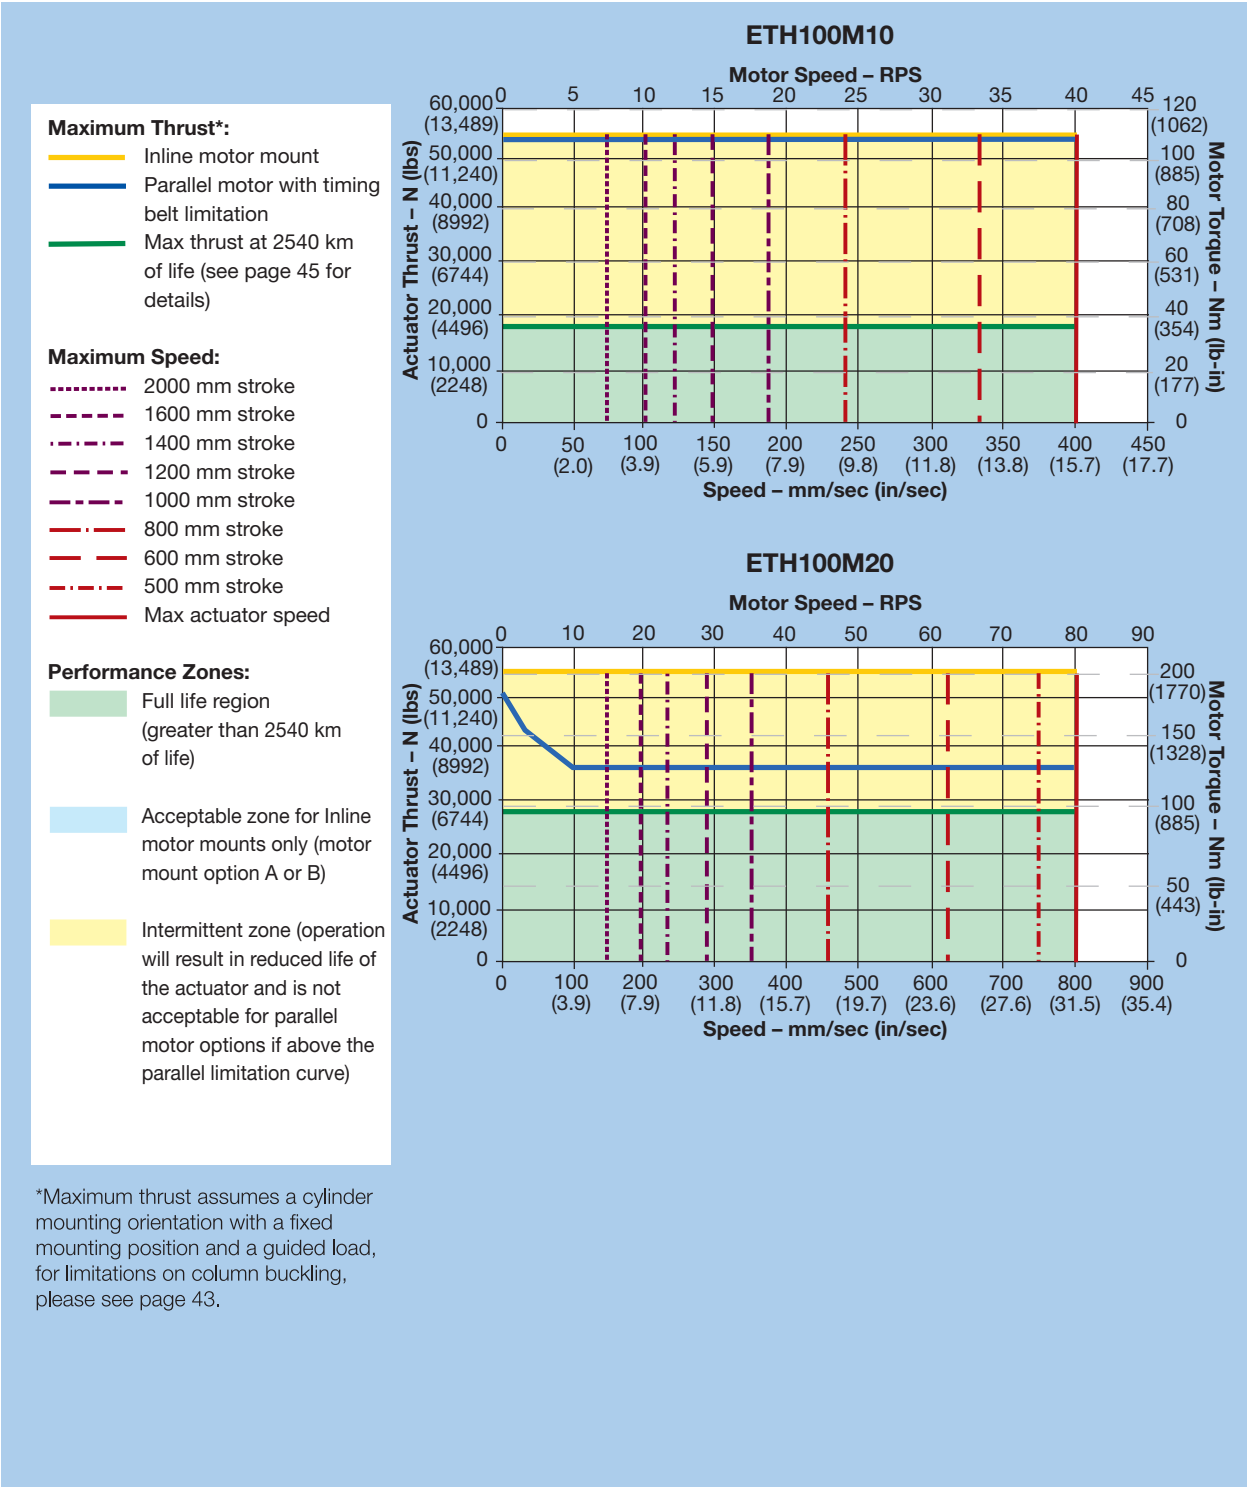 Maximum Thrust*:
Inline motor mount
Parallel motor with timing
belt limitation
Max thrust at 2540 km
of life (see page 45 for
details)
Maximum Speed:
2000 mm stroke
1600 mm stroke
1400 mm stroke
1200 mm stroke
1000 mm stroke
800 mm stroke
600 mm stroke
500 mm stroke
Max actuator speed
Performance Zones:
Full life region
(greater than 2540 km
of life)
Acceptable zone for Inline
motor mounts only (motor
mount option A or B)
Intermittent zone (operation
will result in reduced life of
the actuator and is not
acceptable for parallel
motor options if above the
parallel limitation curve)
*Maximum thrust assumes a cylinder
mounting orientation with a fixed
mounting position and a guided load,
for limitations on column buckling,
please see page 43.
ETH100M10
Motor Speed – RPS
0 5 10 15 20 25 30 35 40 45
Actuator Thrust – N (lbs)
60,000
(13,489)
50,000
(11,240)
40,000
(8992)
30,000
(6744)
20,000
(4496)
10,000
(2248)
0
120
(1062)
100
(885)
80
(708)
60
(531)
40
(354)
20
(177)
0
Motor Torque – Nm (lb-in)
0 50 100 150 200 250 300 350 400 450
(2.0) (3.9) (5.9) (7.9) (9.8) (11.8) (13.8) (15.7) (17.7)
Speed – mm/sec (in/sec)
ETH100M20
Motor Speed – RPS
0 10 20 30 40 50 60 70 80 90
Actuator Thrust – N (lbs)
60,000
(13,489)
50,000
(11,240)
40,000
(8992)
30,000
(6744)
20,000
(4496)
10,000
(2248)
0
200
(1770)
150
(1328)
100
(885)
50
(443)
0
Motor Torque – Nm (lb-in)
0 100 200 300 400 500 600 700 800 900
(3.9) (7.9) (11.8) (15.7) (19.7) (23.6) (27.6) (31.5) (35.4)
Speed – mm/sec (in/sec)